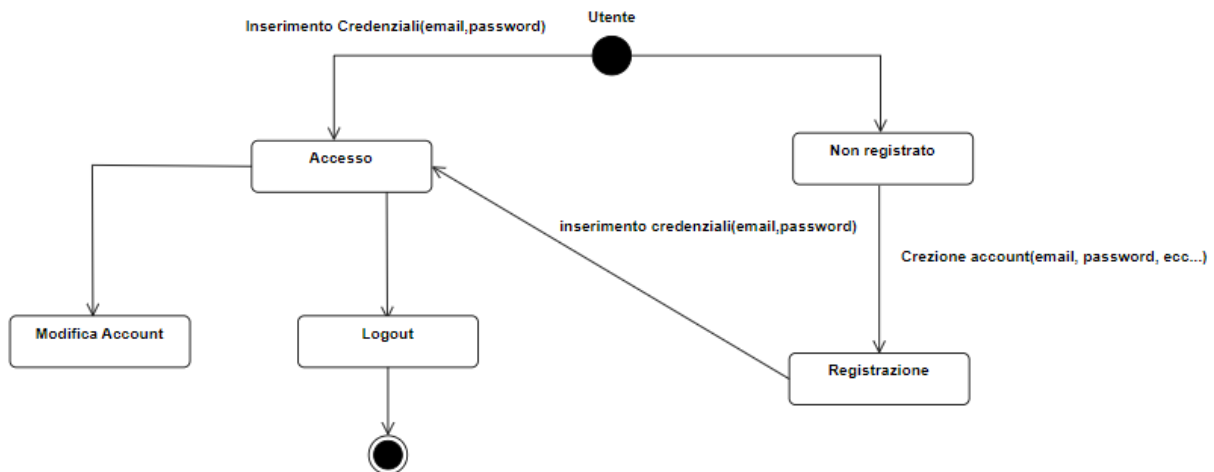 Utente
Inserimento Credenziali(email,password)
Accesso
Non registrato
inserimento credenziali(email,password)
Crezione account(email, password, ecc...)
Modifica Account
Logout
Registrazione